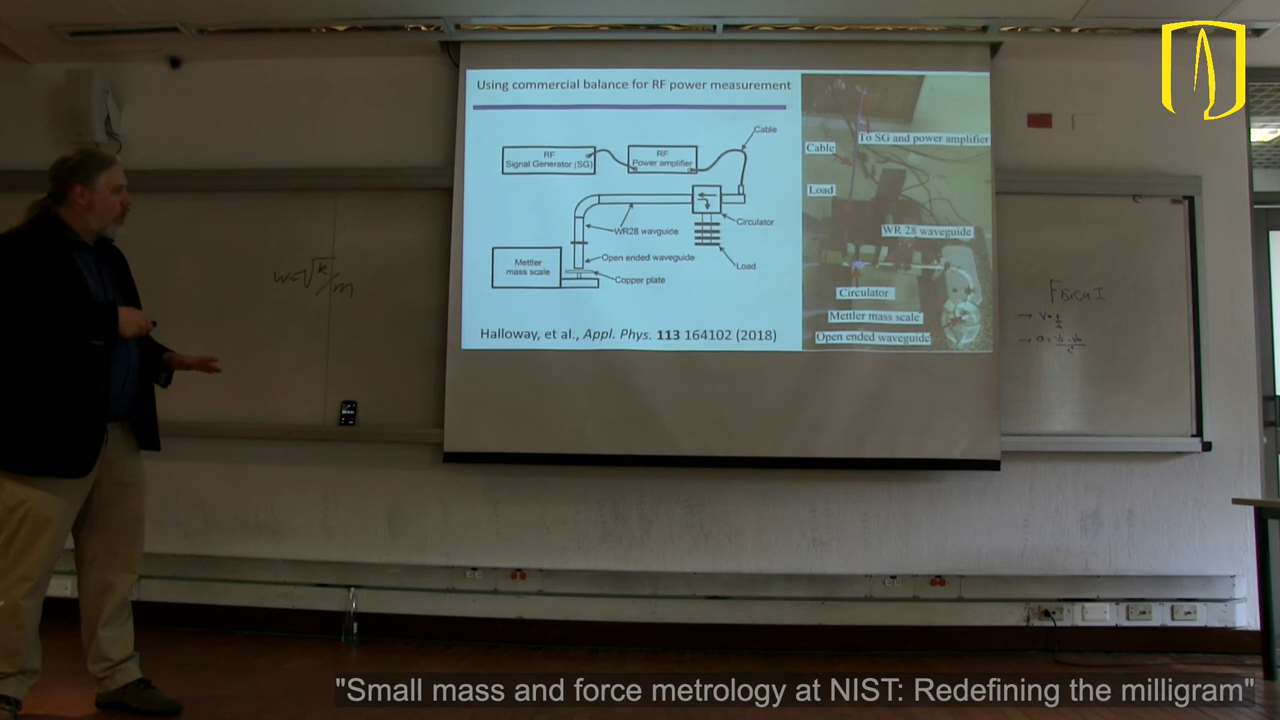 Using commercial balance for RF power measurement
Cable
RF
Signal Generator (SG)
RF
Power amplifier
WR28 wavguide
Circulator
Load
Open ended waveguide
Copper plate
Mettler
mass scale
Halloway, et al., Appl. Phys. 113 164102 (2018)
To SG and power amplifier
Cable
Load
WR 28 waveguide
Circulator
Mettler mass scale
Open ended waveguide
w=√k/m
"Small mass and force metrology at NIST: Redefining the milligram"